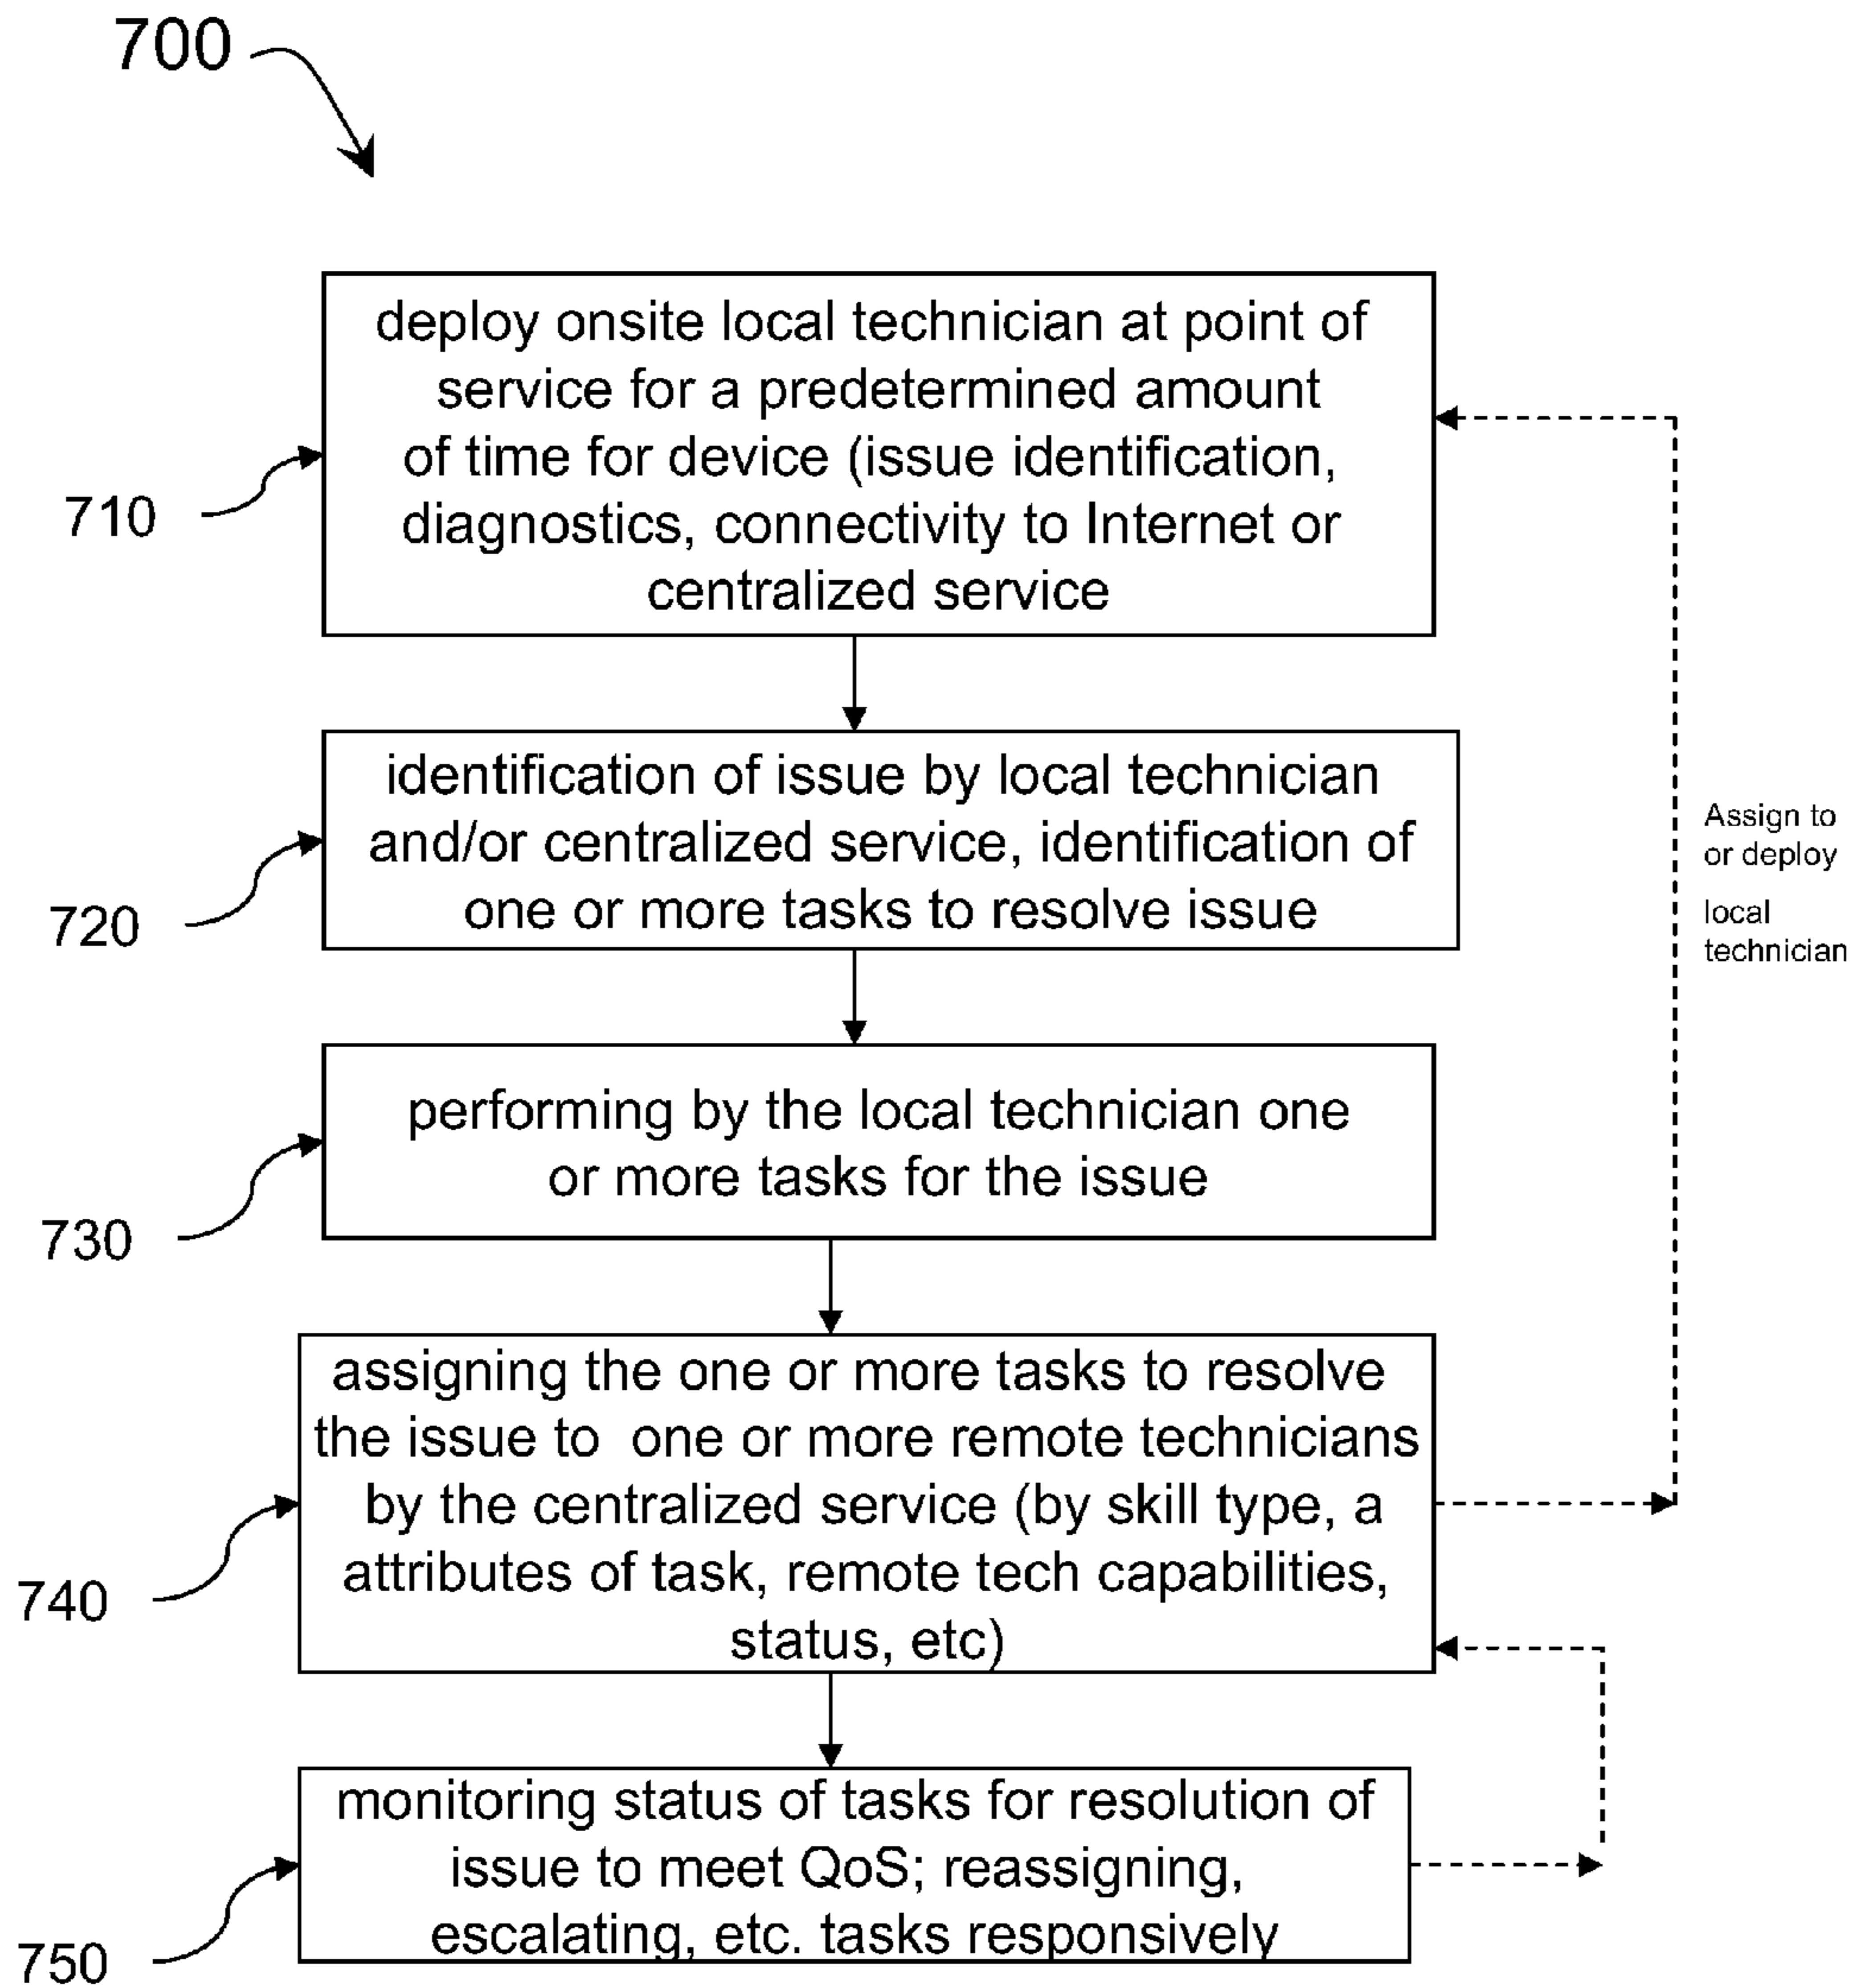 700
deploy onsite local technician at point of
service for a predetermined amount
of time for device (issue identification,
diagnostics, connectivity to Internet or
centralized service
710
identification of issue by local technician
and/or centralized service, identification of
one or more tasks to resolve issue
720
Assign to
or deploy
local
technician
performing by the local technician one
or more tasks for the issue
730
assigning the one or more tasks to resolve
the issue to one or more remote technicians
by the centralized service (by skill type, a
attributes of task, remote tech capabilities,
status, etc)
740
monitoring status of tasks for resolution of
issue to meet QoS; reassigning,
escalating, etc. tasks responsively
750